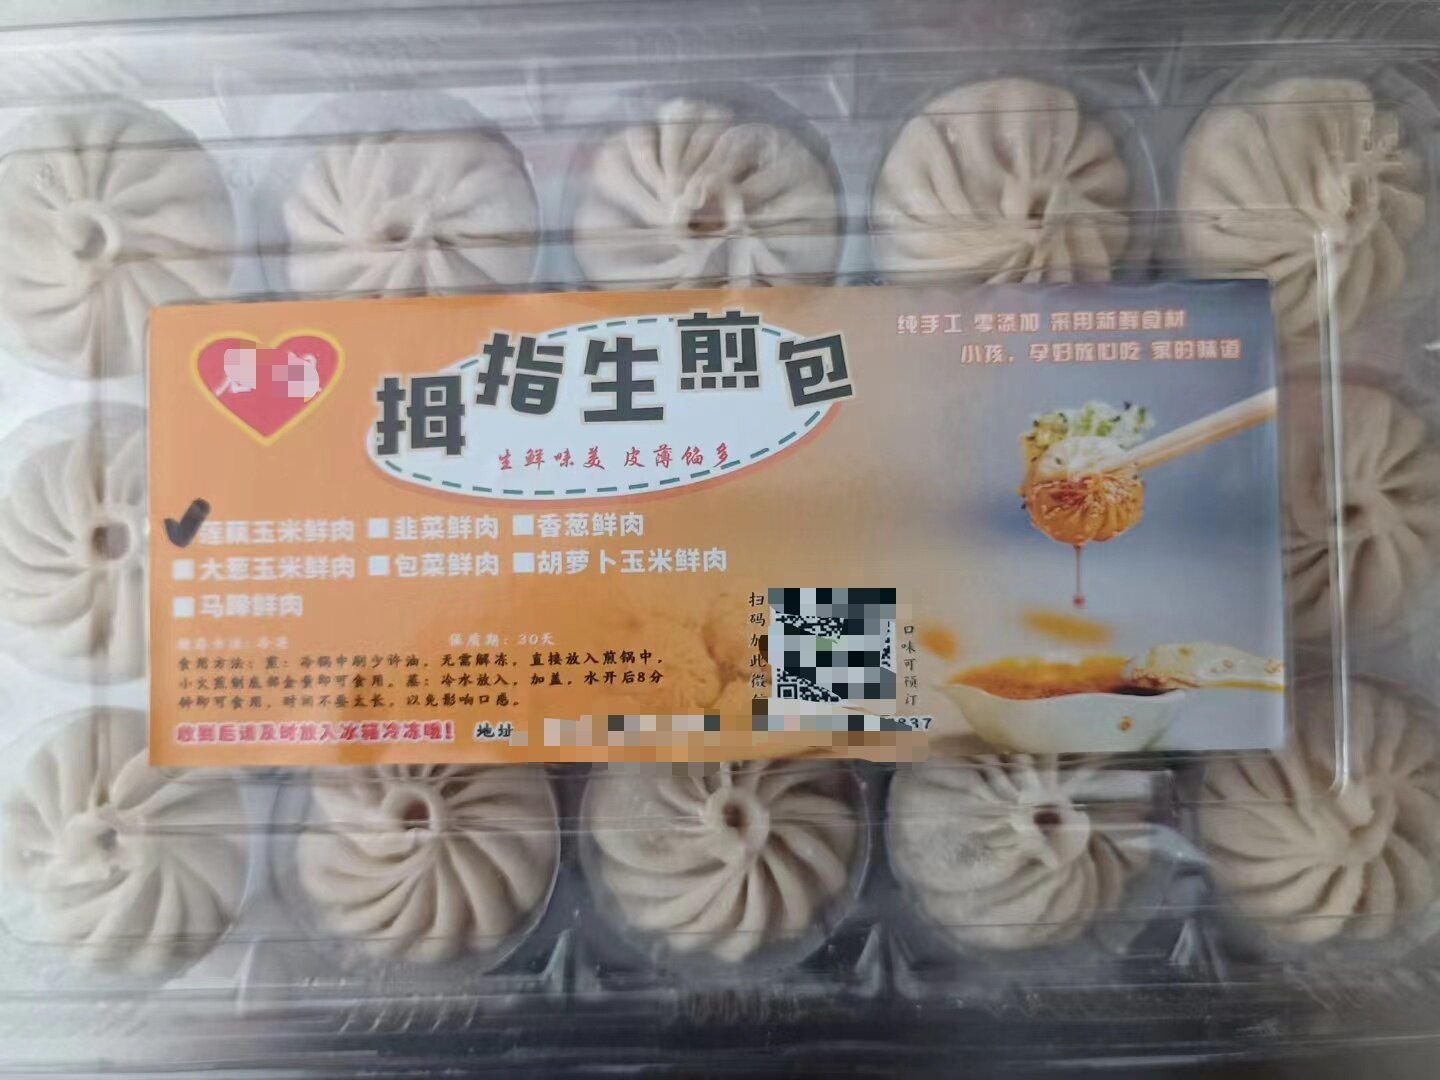 拇指生煎包
生鲜味美 皮薄馅多
纯手工 零添加 采用新鲜食材
小孩，孕妇放心吃 家的味道
莲藕玉米鲜肉 韭菜鲜肉 香葱鲜肉
大葱玉米鲜肉 包菜鲜肉 胡萝卜玉米鲜肉
马蹄鲜肉
保质期：30天
食用方法：煎：冷锅中刷少许油，无需解冻，直接放入煎锅中，
小火煎制底部金黄即可食用。蒸：冷水放入，加盖，水开后8分
钟即可食用，时间不要太长，以免影响口感。
收到后请及时放入冰箱冷冻哦！ 地址
扫码加此微信
口味可预订
837